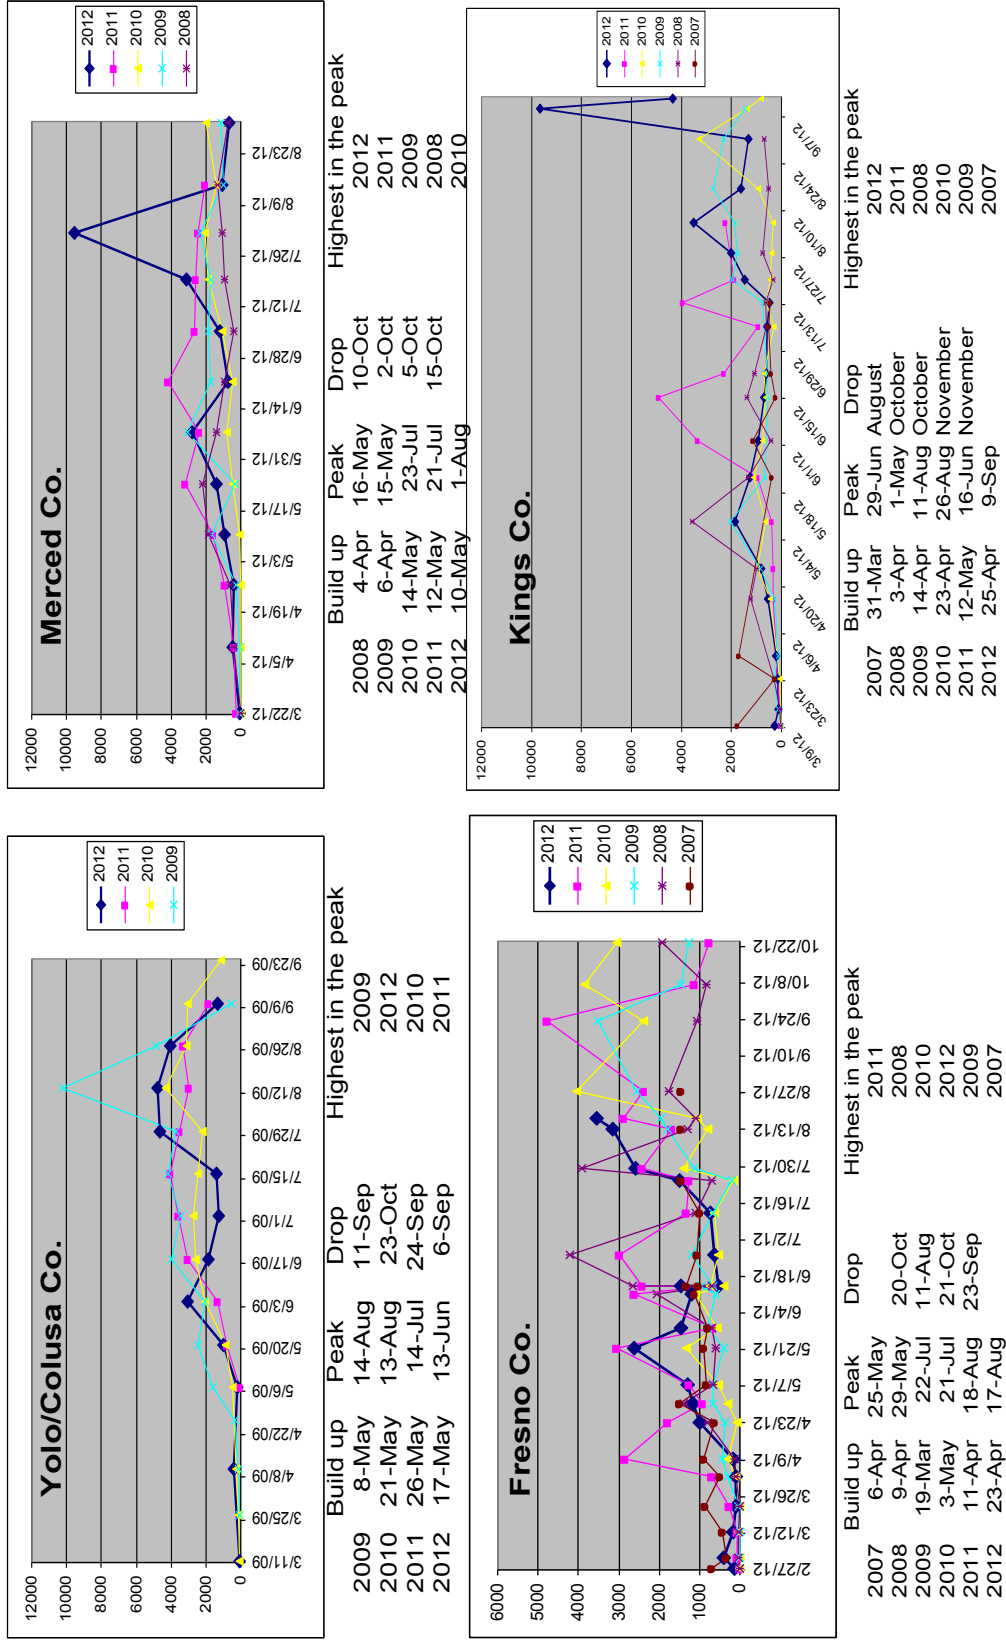 Yolo/Colusa Co.
12000
10000
8000
6000
4000
2000
0
3/11/09 3/25/09 4/8/09 4/22/09 5/6/09 5/20/09 6/3/09 6/17/09 7/1/09 7/15/09 7/29/09 8/12/09 8/26/09 9/9/09 9/23/09
2012
2011
2010
2009
Build up Peak Drop Highest in the peak
2009 8-May 14-Aug 11-Sep 2009
2010 21-May 13-Aug 23-Oct 2012
2011 26-May 14-Jul 24-Sep 2010
2012 17-May 13-Jun 6-Sep 2011
Merced Co.
12000
10000
8000
6000
4000
2000
0
3/22/12 4/5/12 4/19/12 5/3/12 5/17/12 5/31/12 6/14/12 6/28/12 7/12/12 7/26/12 8/9/12 8/23/12
2012
2011
2010
2009
2008
Build up Peak Drop Highest in the peak
2008 4-Apr 16-May 10-Oct 2012
2009 6-Apr 15-May 2-Oct 2011
2010 14-May 23-Jul 5-Oct 2009
2011 12-May 21-Jul 15-Oct 2008
2012 10-May 1-Aug 2010
Fresno Co.
6000
5000
4000
3000
2000
1000
0
2/27/12 3/12/12 3/26/12 4/9/12 4/23/12 5/7/12 5/21/12 6/4/12 6/18/12 7/2/12 7/16/12 7/30/12 8/13/12 8/27/12 9/10/12 9/24/12 10/8/12 10/22/12
2012
2011
2010
2009
2008
2007
Build up Peak Drop Highest in the peak
2007 6-Apr 25-May 2011
2008 9-Apr 29-May 20-Oct 2008
2009 19-Mar 22-Jul 11-Aug 2010
2010 3-May 21-Jul 21-Oct 2012
2011 11-Apr 18-Aug 23-Sep 2009
2012 23-Apr 17-Aug 2007
Kings Co.
12000
10000
8000
6000
4000
2000
0
3/9/12 3/23/12 4/6/12 4/20/12 5/4/12 5/18/12 6/1/12 6/15/12 6/29/12 7/13/12 7/27/12 8/10/12 8/24/12 9/7/12
2012
2011
2010
2009
2008
2007
Build up Peak Drop Highest in the peak
2007 31-Mar 29-Jun August 2012
2008 3-Apr 1-May October 2011
2009 14-Apr 11-Aug October 2008
2010 23-Apr 26-Aug November 2010
2011 12-May 16-Jun November 2009
2012 25-Apr 9-Sep 2007